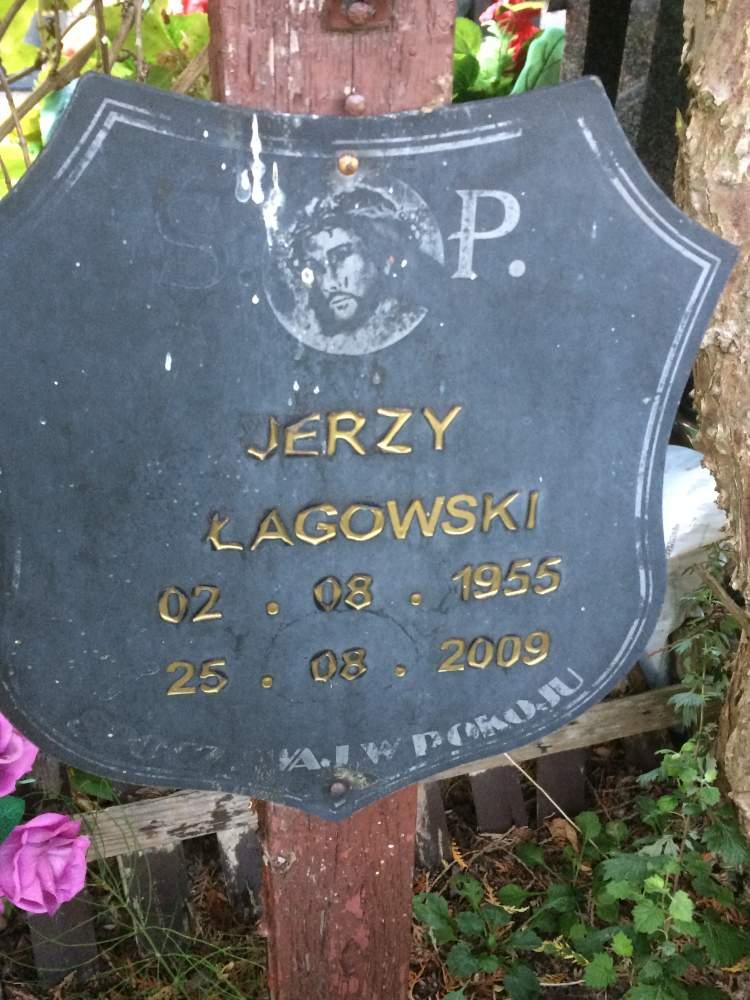 Ś. P.
JERZY
ŁAGOWSKI
02 . 08 . 1955
25 . 08 . 2009
W POKOJU